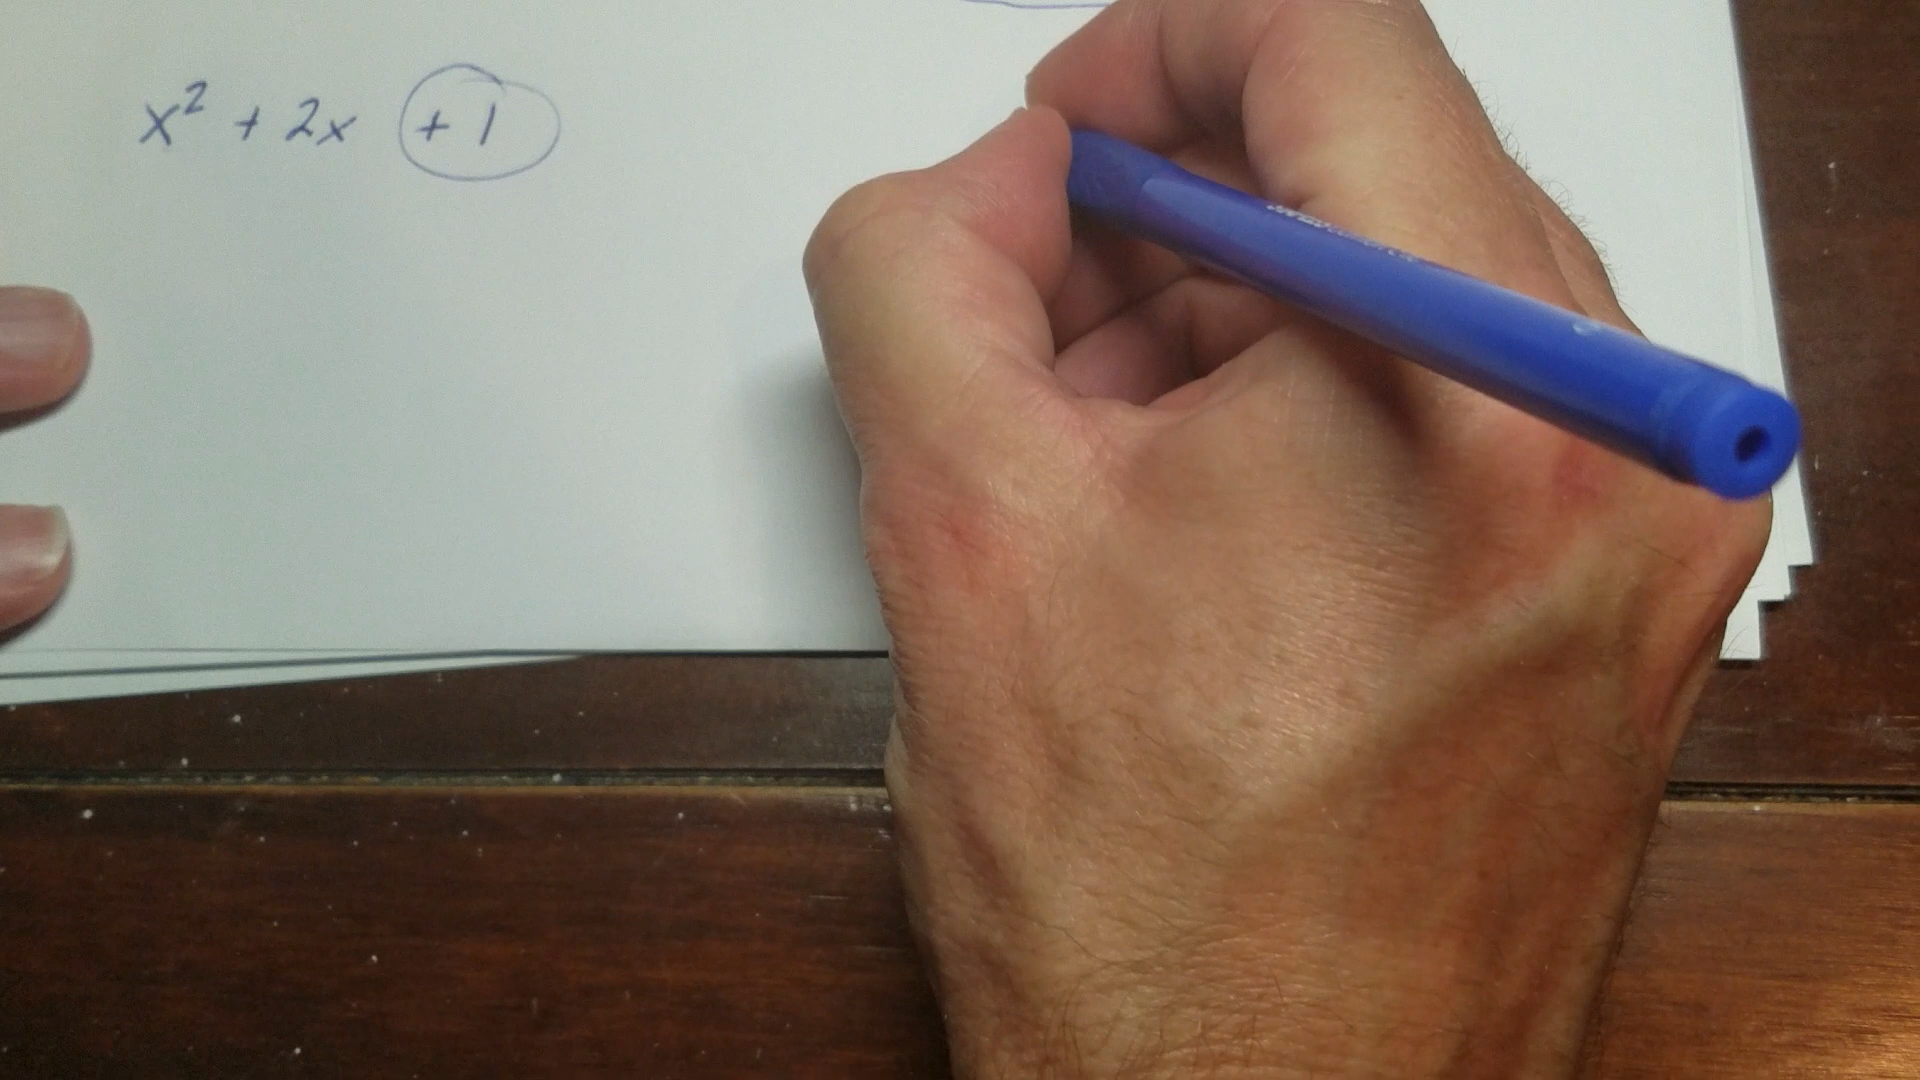 x² + 2x + 1